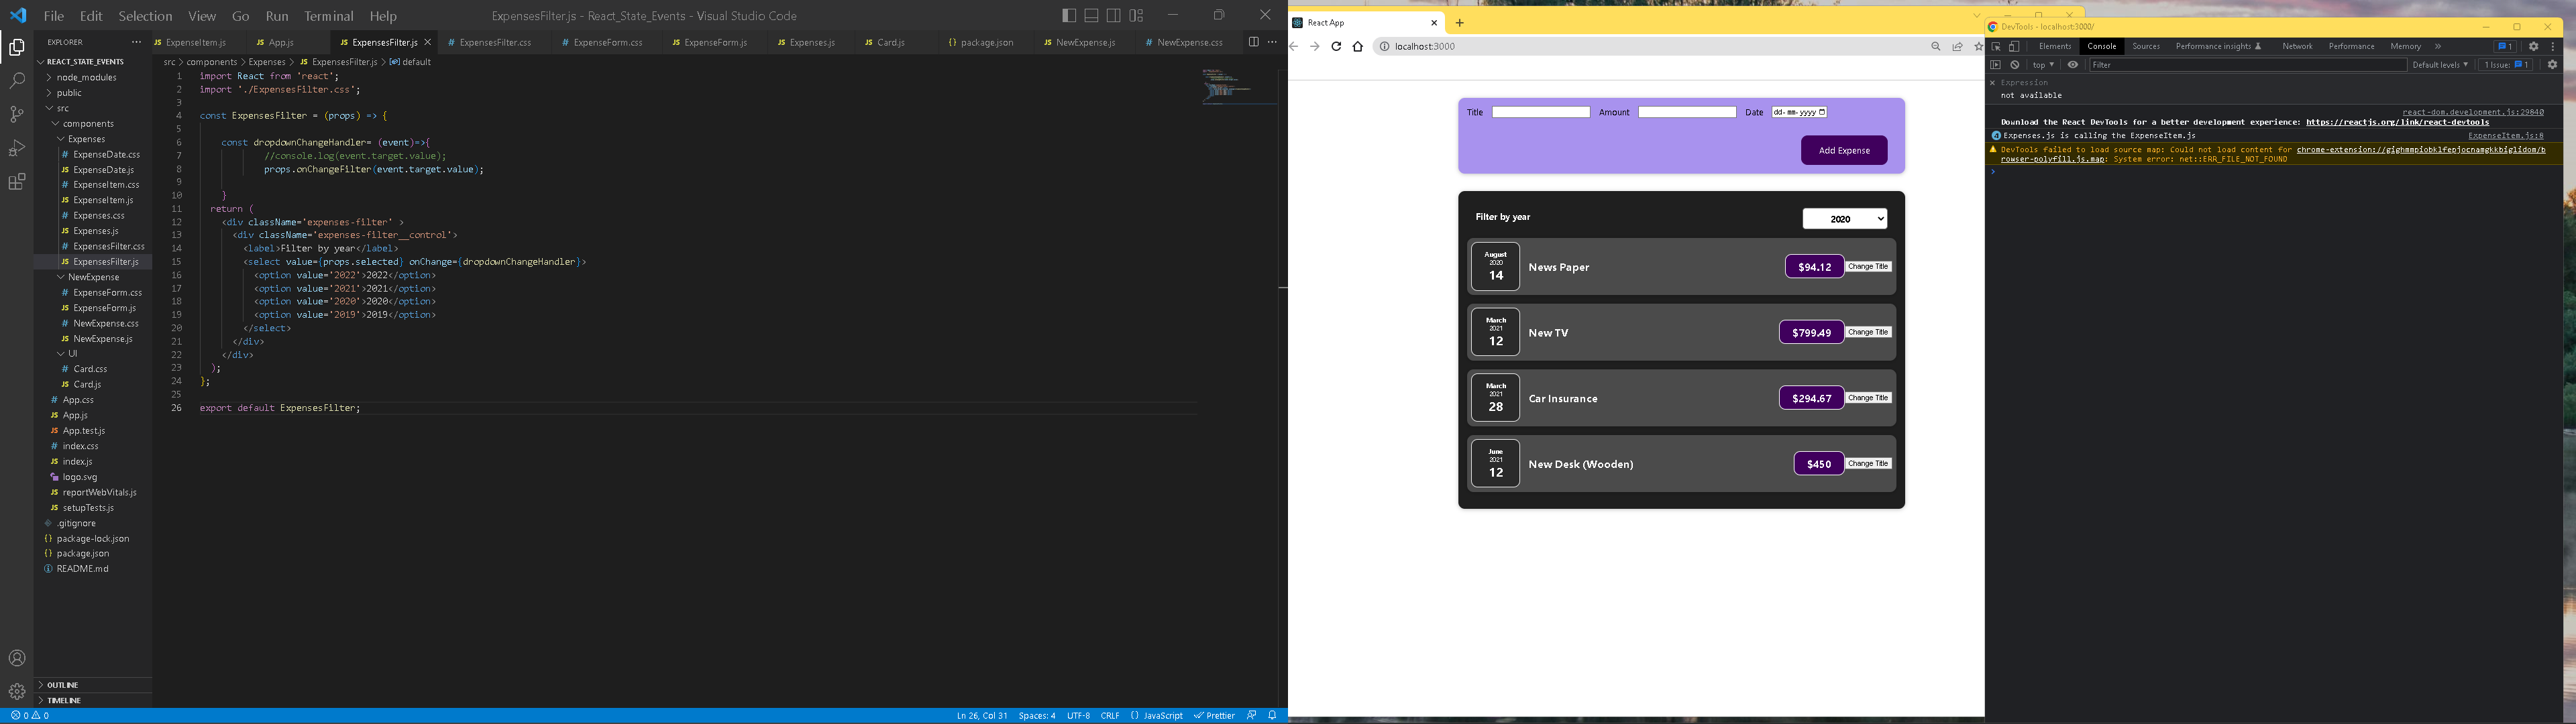 File Edit Selection View Go Run Terminal Help
ExpensesFilter.js - React_State_Events - Visual Studio Code
EXPLORER
REACT_STATE_EVENTS
node_modules
public
src
components
Expenses
ExpenseDate.css
ExpenseDate.js
ExpenseItem.css
ExpenseItem.js
Expenses.css
Expenses.js
ExpensesFilter.css
ExpensesFilter.js
NewExpense
ExpenseForm.css
ExpenseForm.js
NewExpense.css
NewExpense.js
UI
Card.css
Card.js
App.css
App.js
App.test.js
index.css
index.js
logo.svg
reportWebVitals.js
setupTests.js
.gitignore
package-lock.json
package.json
README.md
OUTLINE
TIMELINE
ExpenseItem.js App.js ExpensesFilter.js ExpensesFilter.css ExpenseForm.css ExpenseForm.js Expenses.js Card.js package.json NewExpense.js NewExpense.css
src > components > Expenses > ExpensesFilter.js > default
1 import React from 'react';
2 import './ExpensesFilter.css';
3
4 const ExpensesFilter = (props) => {
5
6 const dropdownChangeHandler= (event)=>{
7 //console.log(event.target.value);
8 props.onChangeFilter(event.target.value);
9
10 }
11 return (
12 <div className='expenses-filter' >
13 <div className='expenses-filter__control'>
14 <label>Filter by year</label>
15 <select value={props.selected} onChange={dropdownChangeHandler}>
16 <option value='2022'>2022</option>
17 <option value='2021'>2021</option>
18 <option value='2020'>2020</option>
19 <option value='2019'>2019</option>
20 </select>
21 </div>
22 </div>
23 );
24 };
25
26 export default ExpensesFilter;
0 0
Ln 26, Col 31 Spaces: 4 UTF-8 CRLF {} JavaScript Prettier
React App
localhost:3000
Title Amount Date dd-mm-yyyy
Add Expense
Filter by year 2020
August
2020
14
News Paper $94.12 Change Title
March
2021
12
New TV $799.49 Change Title
March
2021
28
Car Insurance $294.67 Change Title
June
2021
12
New Desk (Wooden) $450 Change Title
DevTools - localhost:3000/
Elements Console Sources Performance insights Network Performance Memory 1
top Filter Default levels 1 Issue: 1
Expression
not available
react-dom.development.js:29840
Download the React DevTools for a better development experience: https://reactjs.org/link/react-devtools
4 Expenses.js is calling the ExpenseItem.js ExpenseItem.js:8
DevTools failed to load source map: Could not load content for chrome-extension://gighmmpiobklfepjocnamgkkbiglidom/b
rowser-polyfill.js.map: System error: net::ERR_FILE_NOT_FOUND